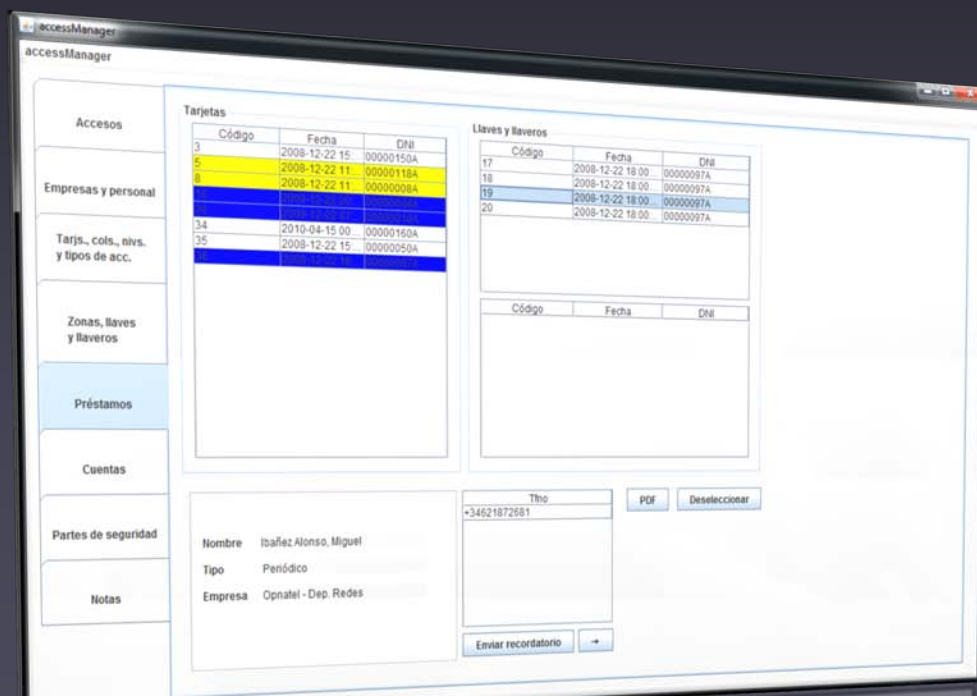 accessManager
accessManager
Accesos
Empresas y personal
Tarjs., cols., nivs.
y tipos de acc.
Zonas, llaves
y llaveros
Préstamos
Cuentas
Partes de seguridad
Notas
Tarjetas
Código Fecha DNI
3 2008-12-22 15:... 00000150A
5 2008-12-22 11:... 00000118A
8 2008-12-22 11:... 00000008A
34 2010-04-15 00:... 00000160A
35 2008-12-22 15:... 00000050A
Llaves y llaveros
Código Fecha DNI
17 2008-12-22 18:00... 00000097A
18 2008-12-22 18:00... 00000097A
19 2008-12-22 18:00... 00000097A
20 2008-12-22 18:00... 00000097A
Código Fecha DNI
Nombre Ibañez Alonso, Miguel
Tipo Periódico
Empresa Opnatel - Dep. Redes
Tfno
+34621872681
Enviar recordatorio →
PDF Deseleccionar